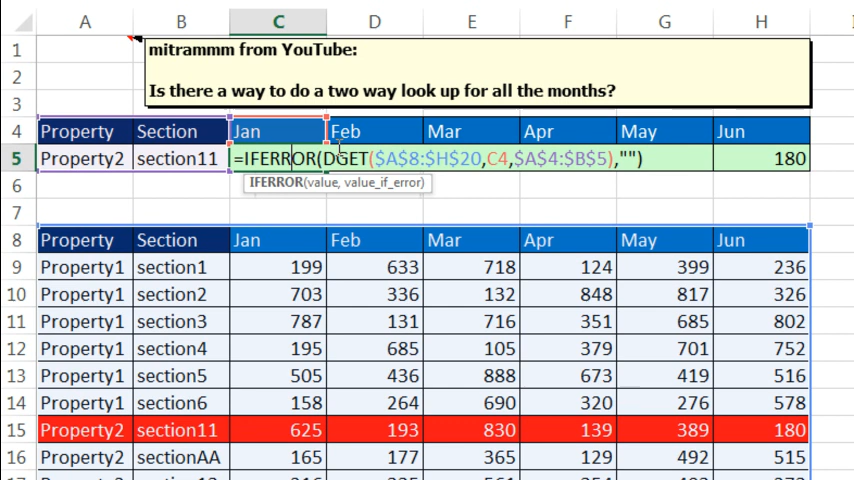 A B C D E F G H
1 mitrammm from YouTube:
2 Is there a way to do a two way look up for all the months?
3
4 Property Section Jan Feb Mar Apr May Jun
5 Property2 section11 =IFERROR(DGET($A$8:$H$20,C4,$A$4:$B$5),"") 180
6 IFERROR(value, value_if_error)
7
8 Property Section Jan Feb Mar Apr May Jun
9 Property1 section1 199 633 718 124 399 236
10 Property1 section2 703 336 132 848 817 326
11 Property1 section3 787 131 716 351 685 802
12 Property1 section4 195 685 105 379 701 752
13 Property1 section5 505 436 888 673 419 516
14 Property1 section6 158 264 690 320 276 578
15 Property2 section11 625 193 830 139 389 180
16 Property2 sectionAA 165 177 365 129 492 515